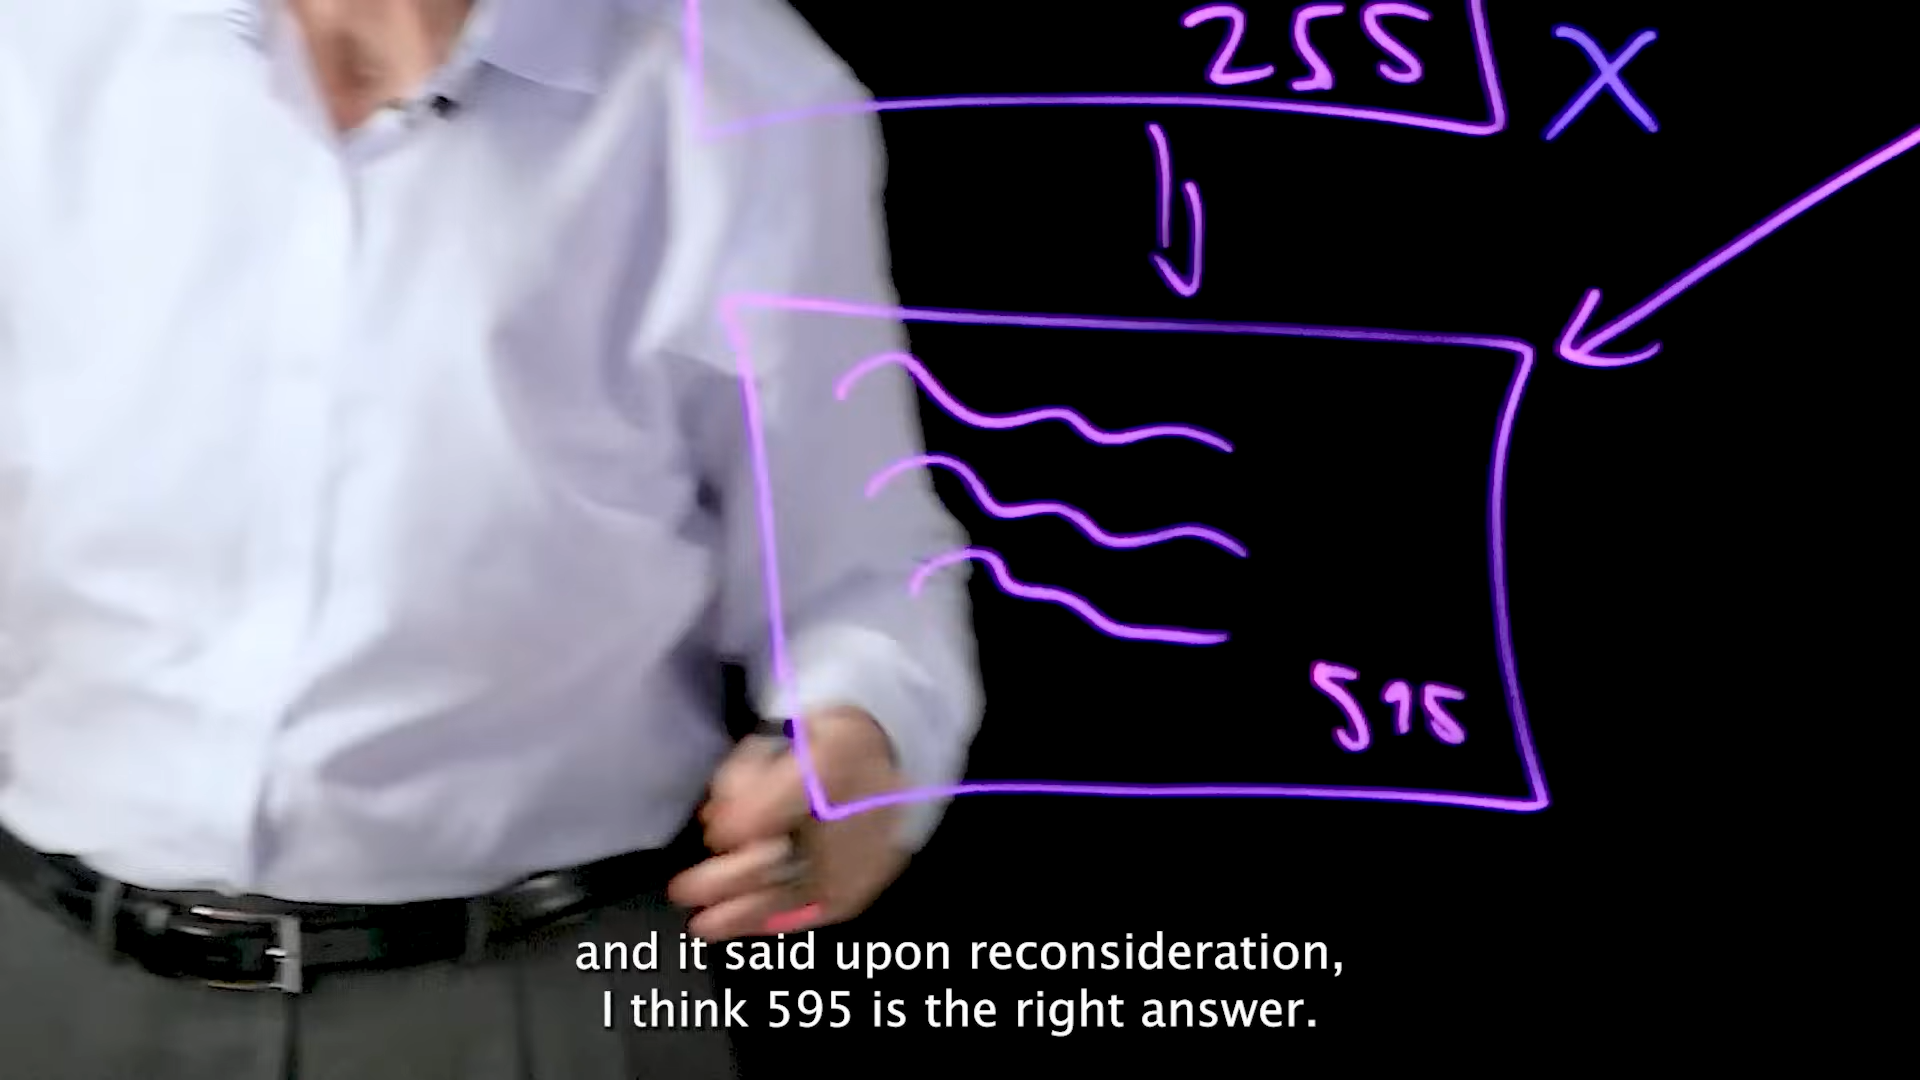 255 X
595
and it said upon reconsideration,
I think 595 is the right answer.